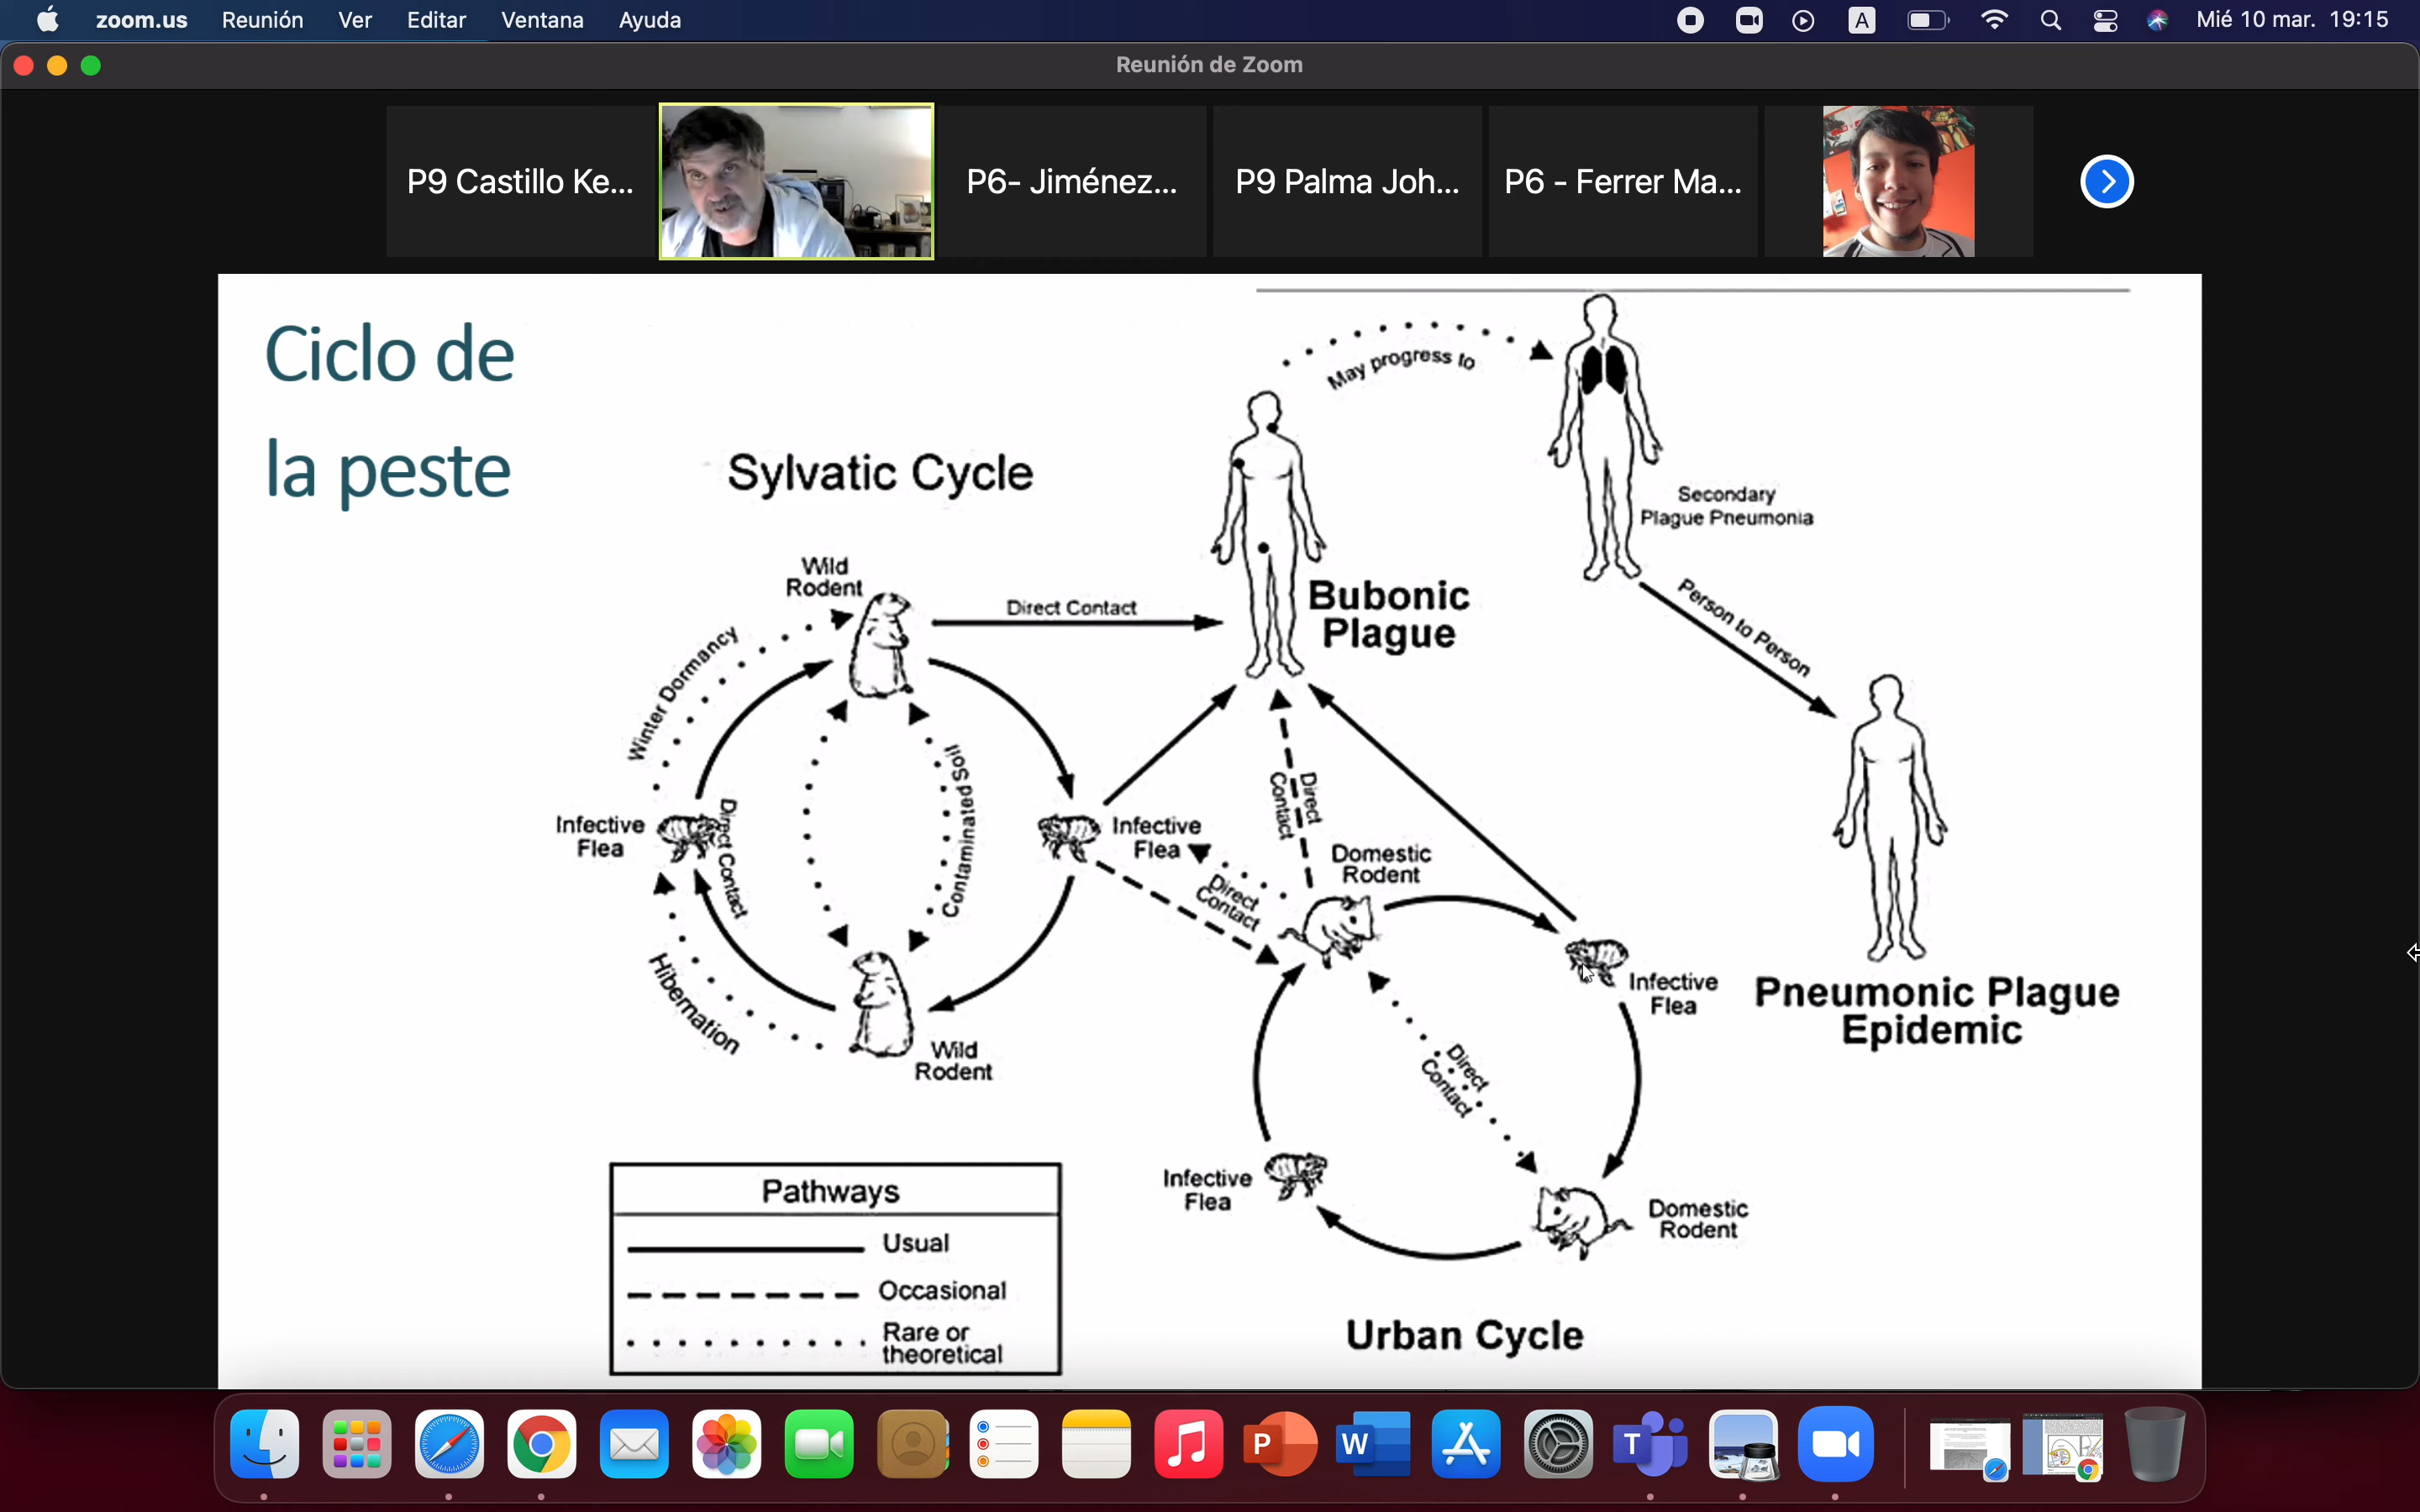 zoom.us Reunión Ver Editar Ventana Ayuda A Mié 10 mar. 19:15
Reunión de Zoom
P9 Castillo Ke... P6- Jiménez... P9 Palma Joh... P6 - Ferrer Ma...
Ciclo de
la peste
May progress to
Sylvatic Cycle
Secondary
Plague Pneumonia
Wild
Rodent
Direct Contact
Bubonic
Plague
Person to Person
Winter Dormancy
Contaminated Soil
Direct Contact
Infective
Flea
Infective
Flea
Direct
Contact
Direct
Contact
Domestic
Rodent
Hibernation
Wild
Rodent
Infective
Flea
Pneumonic Plague
Epidemic
Direct
Contact
Infective
Flea
Domestic
Rodent
Pathways
Usual
Occasional
Rare or
theoretical
Urban Cycle
P W T